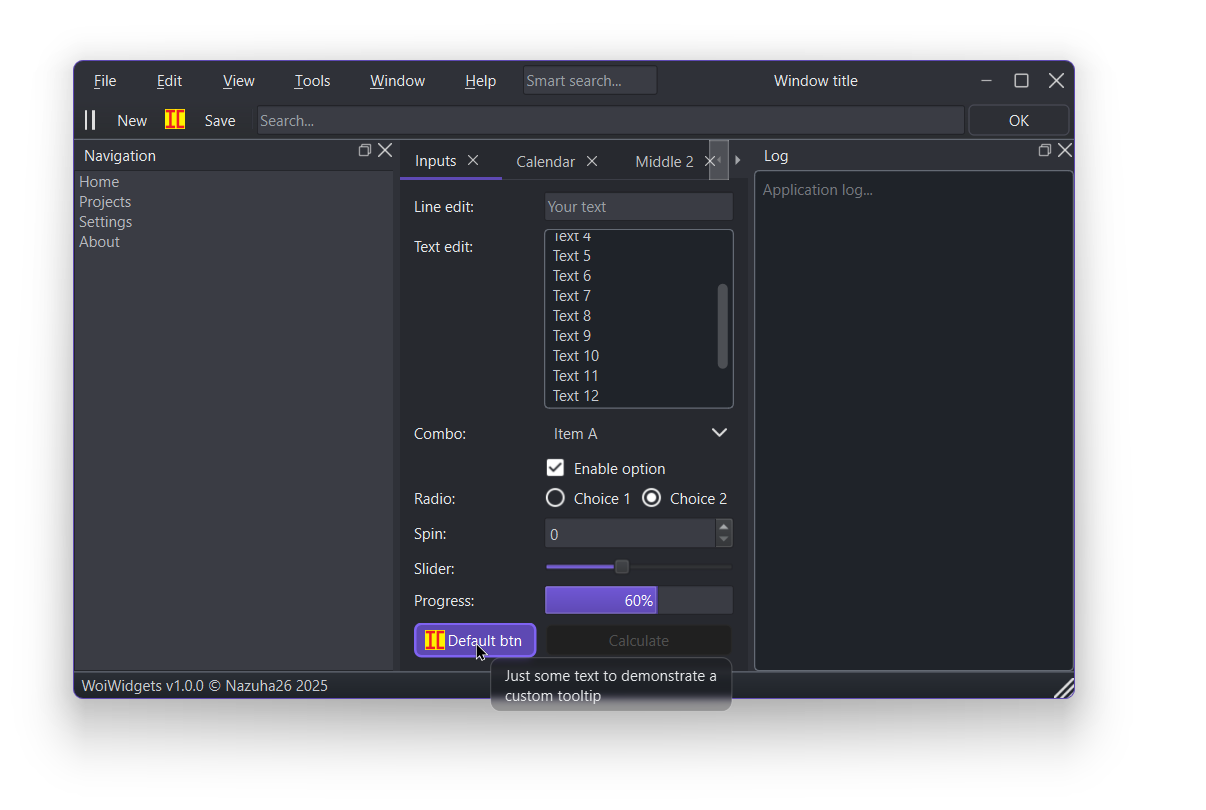 File Edit View Tools Window Help Smart search... Window title
New IC Save Search... OK
Navigation
Home
Projects
Settings
About
Inputs Calendar Middle 2
Line edit: Your text
Text edit:
Text 4
Text 5
Text 6
Text 7
Text 8
Text 9
Text 10
Text 11
Text 12
Combo: Item A
Enable option
Radio: Choice 1 Choice 2
Spin: 0
Slider:
Progress: 60%
IC Default btn Calculate
Just some text to demonstrate a
custom tooltip
Log
Application log...
WoiWidgets v1.0.0 © Nazuha26 2025